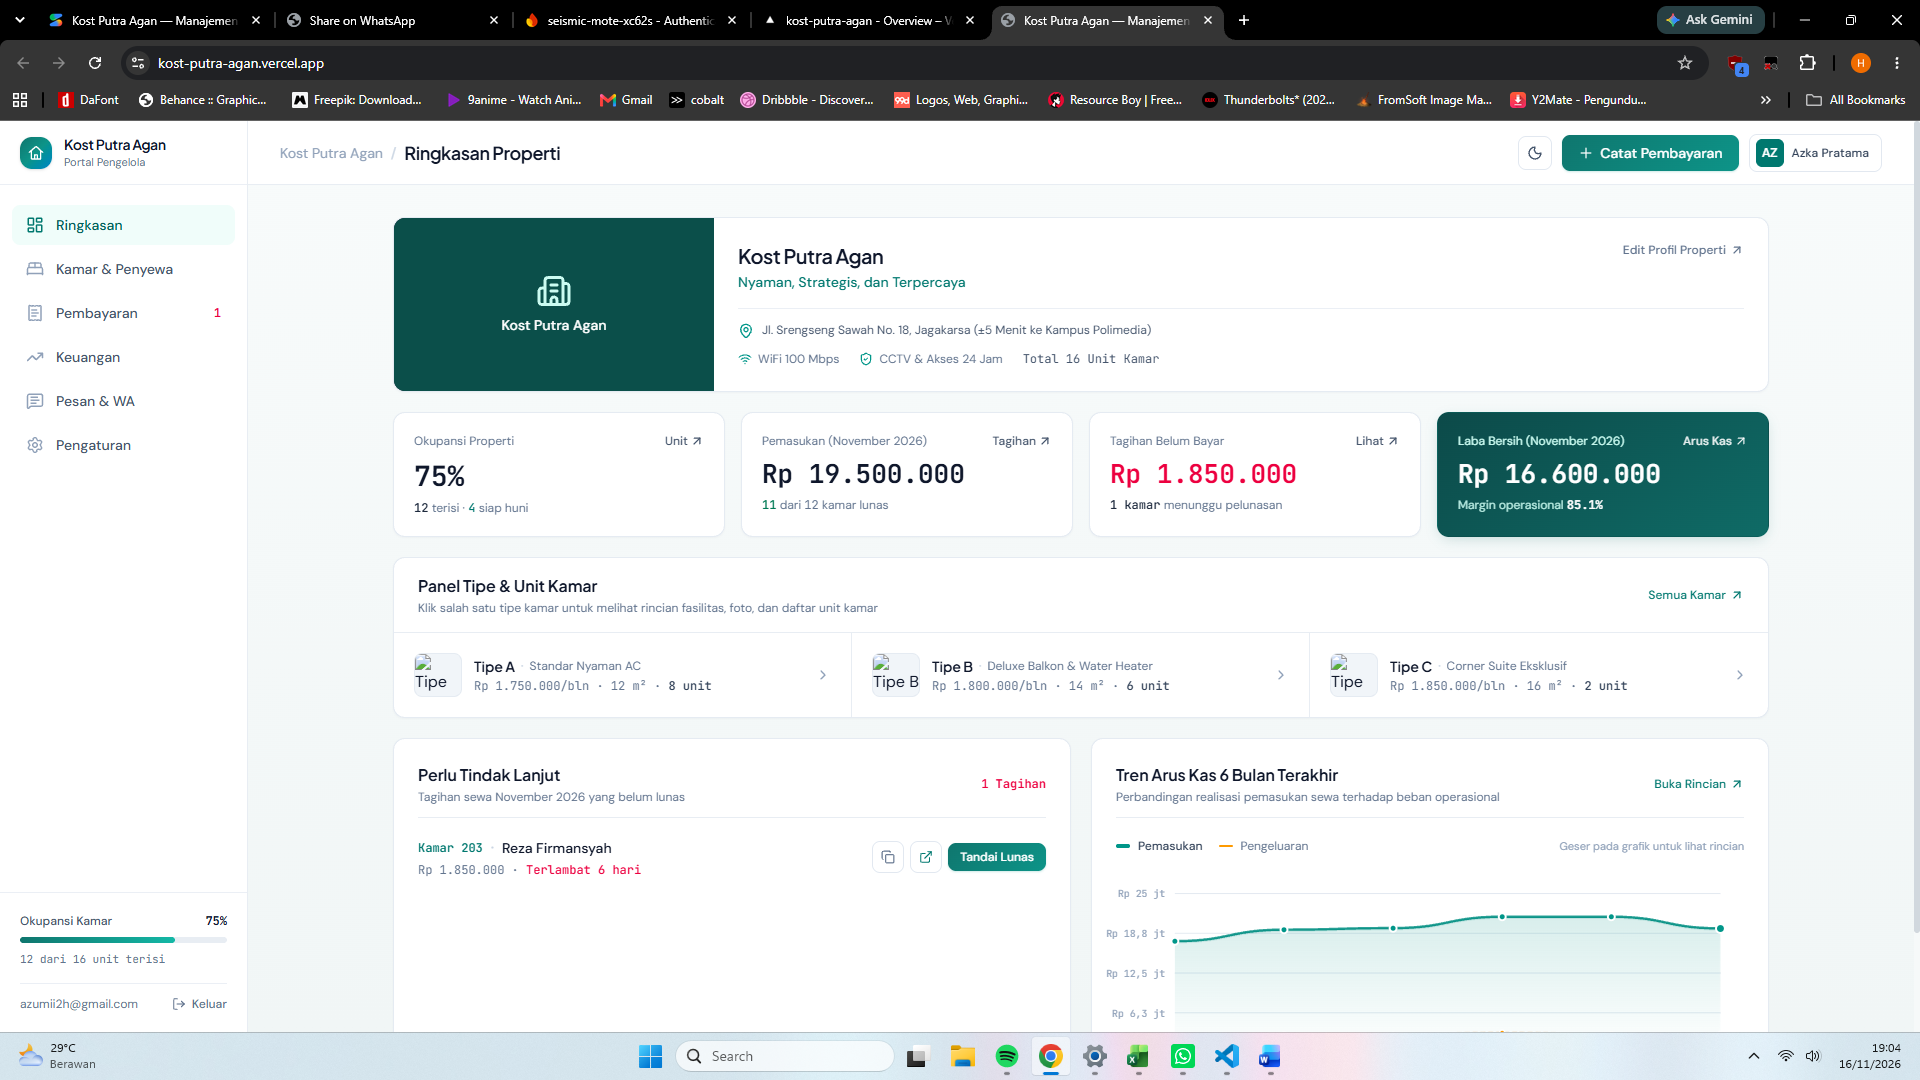 Kost Putra Agan — Manajemen
Share on WhatsApp
seismic-mote-xc62s - Authentic
kost-putra-agan - Overview – V
Kost Putra Agan — Manajemen
Ask Gemini
kost-putra-agan.vercel.app
4
H
DaFont
Behance :: Graphic...
Freepik: Download...
9anime - Watch Ani...
Gmail
cobalt
Dribbble - Discover...
Logos, Web, Graphi...
Resource Boy | Free...
Thunderbolts* (202...
FromSoft Image Ma...
Y2Mate - Pengundu...
All Bookmarks
Kost Putra Agan
Portal Pengelola
Ringkasan
Kamar & Penyewa
Pembayaran 1
Keuangan
Pesan & WA
Pengaturan
Okupansi Kamar 75%
12 dari 16 unit terisi
azumii2h@gmail.com Keluar
Kost Putra Agan / Ringkasan Properti
Catat Pembayaran
AZ Azka Pratama
Kost Putra Agan
Kost Putra Agan
Edit Profil Properti
Nyaman, Strategis, dan Terpercaya
Jl. Srengseng Sawah No. 18, Jagakarsa (±5 Menit ke Kampus Polimedia)
WiFi 100 Mbps CCTV & Akses 24 Jam Total 16 Unit Kamar
Okupansi Properti Unit
75%
12 terisi · 4 siap huni
Pemasukan (November 2026) Tagihan
Rp 19.500.000
11 dari 12 kamar lunas
Tagihan Belum Bayar Lihat
Rp 1.850.000
1 kamar menunggu pelunasan
Laba Bersih (November 2026) Arus Kas
Rp 16.600.000
Margin operasional 85.1%
Panel Tipe & Unit Kamar
Klik salah satu tipe kamar untuk melihat rincian fasilitas, foto, dan daftar unit kamar
Semua Kamar
Tipe
Tipe A · Standar Nyaman AC
Rp 1.750.000/bln · 12 m² · 8 unit
Tipe B
Tipe B · Deluxe Balkon & Water Heater
Rp 1.800.000/bln · 14 m² · 6 unit
Tipe
Tipe C · Corner Suite Eksklusif
Rp 1.850.000/bln · 16 m² · 2 unit
Perlu Tindak Lanjut
Tagihan sewa November 2026 yang belum lunas
1 Tagihan
Kamar 203 · Reza Firmansyah
Rp 1.850.000 · Terlambat 6 hari
Tandai Lunas
Tren Arus Kas 6 Bulan Terakhir
Perbandingan realisasi pemasukan sewa terhadap beban operasional
Buka Rincian
Pemasukan Pengeluaran
Geser pada grafik untuk lihat rincian
Rp 25 jt
Rp 18,8 jt
Rp 12,5 jt
Rp 6,3 jt
29°C
Berawan
Search
19:04
16/11/2026